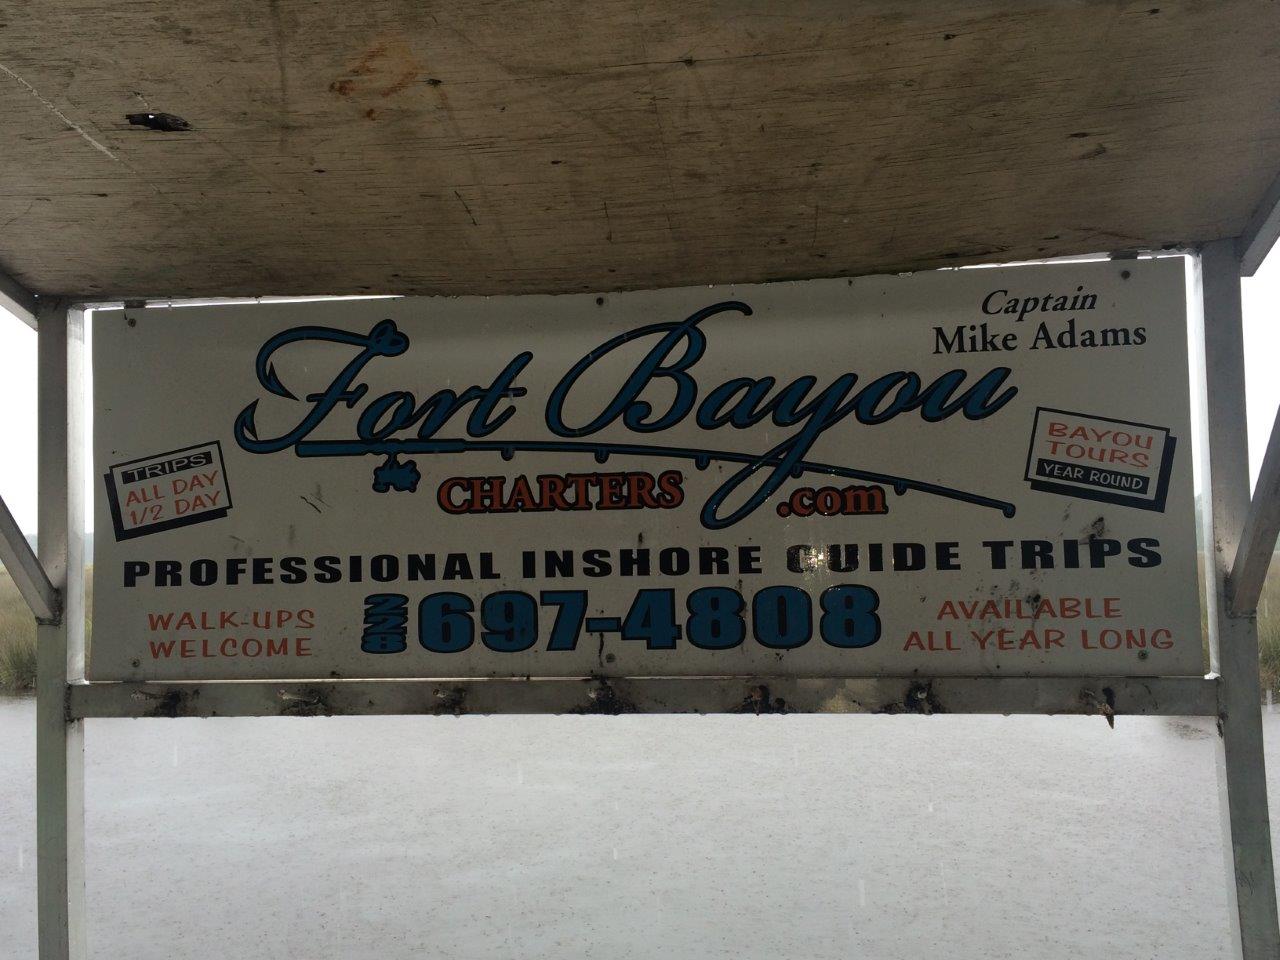 Captain
Mike Adams
Fort Bayou
CHARTERS .com
TRIPS
ALL DAY
1/2 DAY
BAYOU
TOURS
YEAR ROUND
PROFESSIONAL INSHORE GUIDE TRIPS
WALK-UPS
WELCOME
228 697-4808
AVAILABLE
ALL YEAR LONG